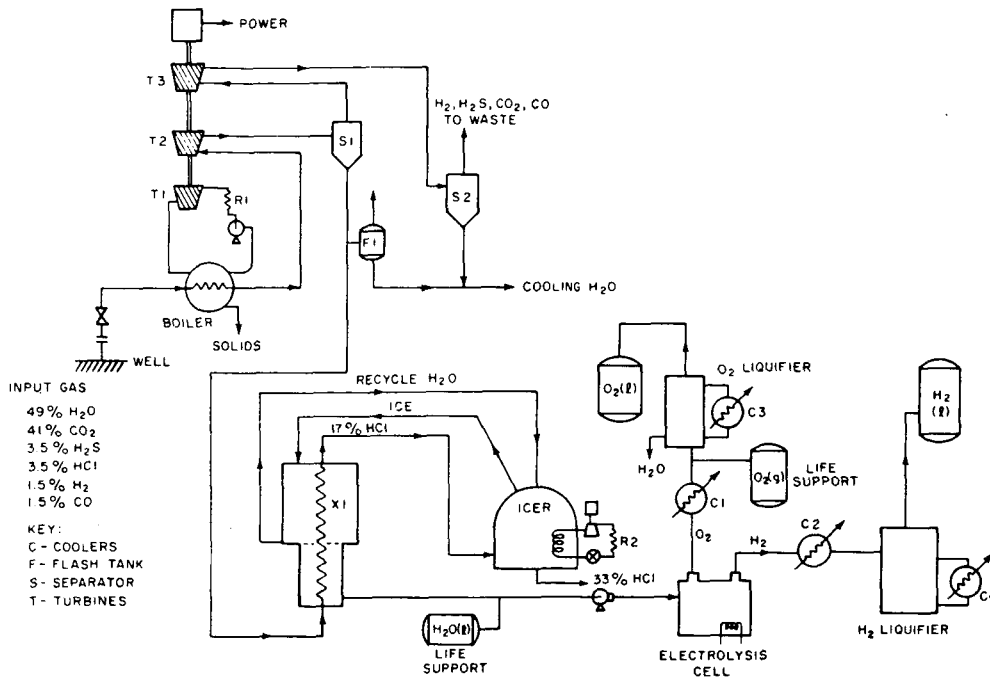 POWER
T3
H2, H2S, CO2, CO
TO WASTE
S1
T2
S2
T1
R1
F1
COOLING H2O
BOILER
SOLIDS
WELL
INPUT GAS
49% H2O
41% CO2
3.5% H2S
3.5% HCl
1.5% H2
1.5% CO
KEY:
C - COOLERS
F - FLASH TANK
S - SEPARATOR
T - TURBINES
RECYCLE H2O
ICE
17% HCl
X1
ICER
R2
33% HCl
H2O(l)
LIFE
SUPPORT
O2(l)
O2 LIQUIFIER
C3
H2O
O2(g)
LIFE
SUPPORT
C1
O2
H2
C2
ELECTROLYSIS
CELL
H2
(l)
H2 LIQUIFIER